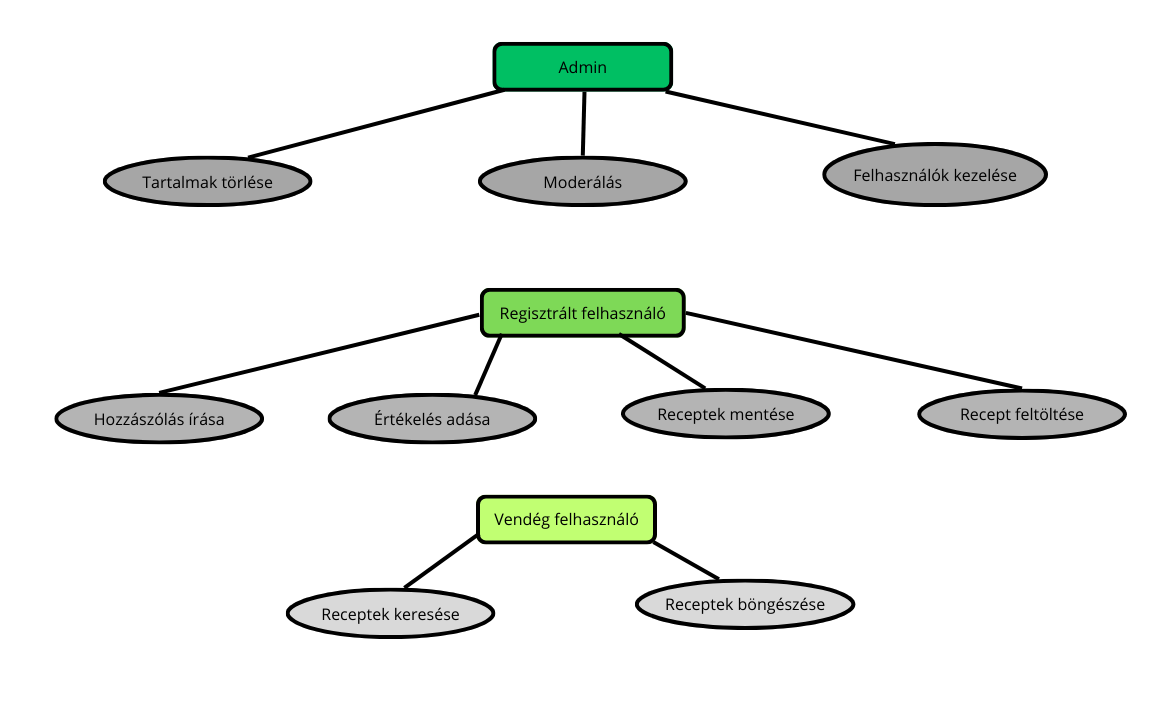 Admin
Tartalmak törlése
Moderálás
Felhasználók kezelése
Regisztrált felhasználó
Hozzászólás írása
Értékelés adása
Receptek mentése
Recept feltöltése
Vendég felhasználó
Receptek keresése
Receptek böngészése